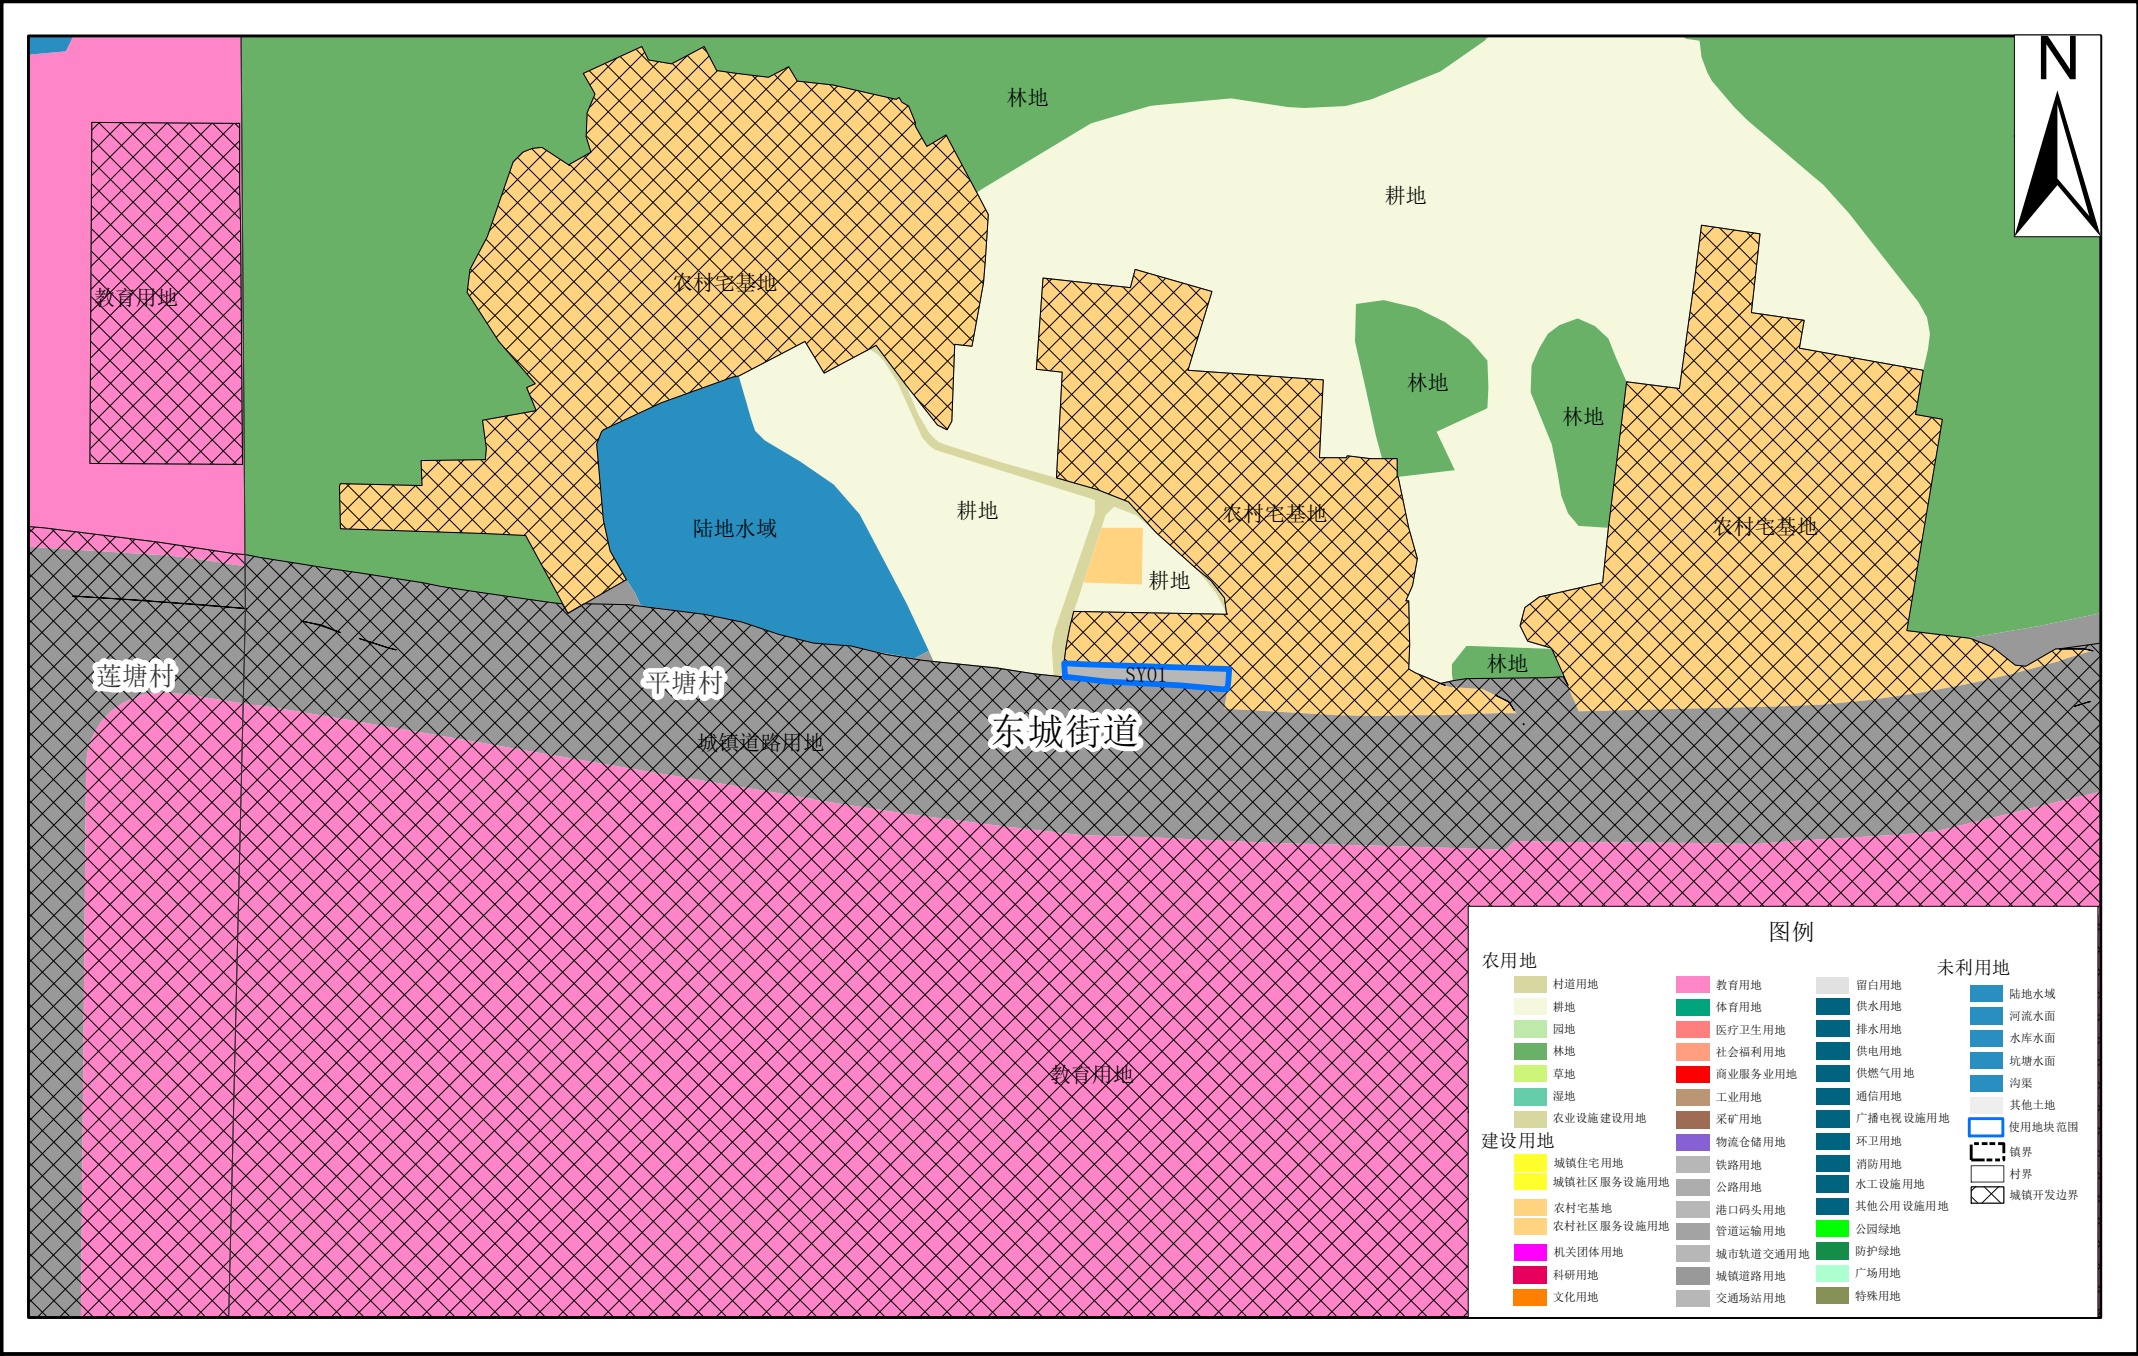 N
林地
耕地
农村宅基地
教育用地
林地
林地
耕地
农村宅基地
农村宅基地
陆地水域
耕地
林地
莲塘村
平塘村
SY01
东城街道
城镇道路用地
教育用地
图例
农用地
村道用地
耕地
园地
林地
草地
湿地
农业设施建设用地
建设用地
城镇住宅用地
城镇社区服务设施用地
农村宅基地
农村社区服务设施用地
机关团体用地
科研用地
文化用地
教育用地
体育用地
医疗卫生用地
社会福利用地
商业服务业用地
工业用地
采矿用地
物流仓储用地
铁路用地
公路用地
港口码头用地
管道运输用地
城市轨道交通用地
城镇道路用地
交通场站用地
留白用地
供水用地
排水用地
供电用地
供燃气用地
通信用地
广播电视设施用地
环卫用地
消防用地
水工设施用地
其他公用设施用地
公园绿地
防护绿地
广场用地
特殊用地
未利用地
陆地水域
河流水面
水库水面
坑塘水面
沟渠
其他土地
使用地块范围
镇界
村界
城镇开发边界